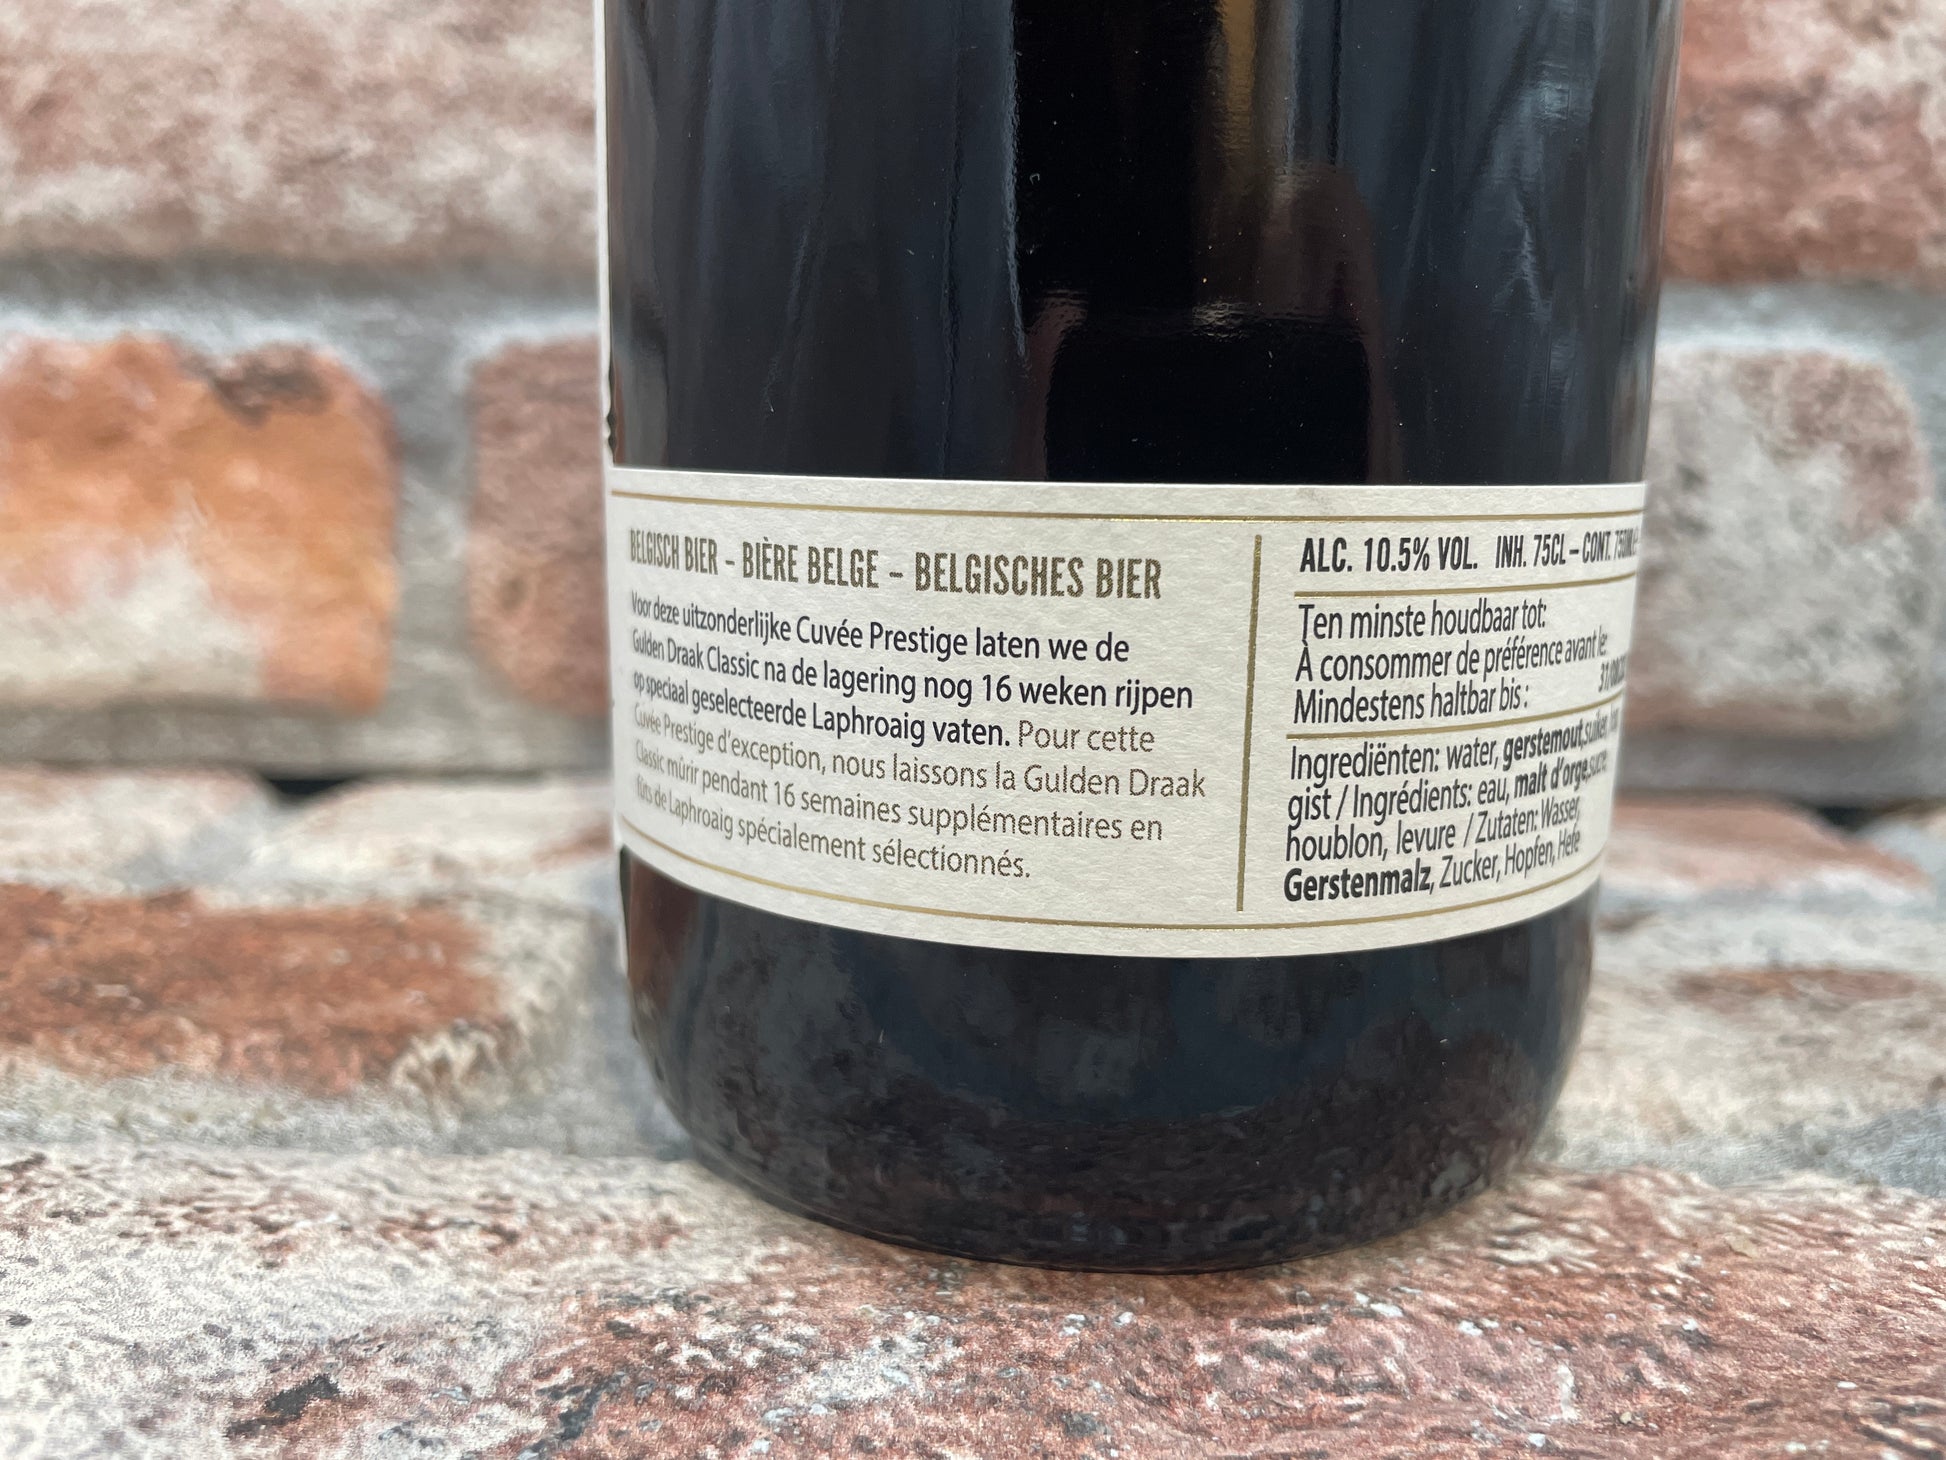 BELGISCH BIER – BIÈRE BELGE – BELGISCHES BIER
Voor deze uitzonderlijke Cuvée Prestige laten we de
Gulden Draak Classic na de lagering nog 16 weken rijpen
op speciaal geselecteerde Laphroaig vaten. Pour cette
Cuvée Prestige d'exception, nous laissons la Gulden Draak
Classic mûrir pendant 16 semaines supplémentaires en
fûts de Laphroaig spécialement sélectionnés.
ALC. 10.5% VOL. INH. 75CL – CONT. 750ML
Ten minste houdbaar tot:
À consommer de préférence avant le:
Mindestens haltbar bis :
Ingrediënten: water, gerstemout, suiker,
gist / Ingrédients: eau, malt d'orge, sucre
houblon, levure / Zutaten: Wasser,
Gerstenmalz, Zucker, Hopfen, Hefe